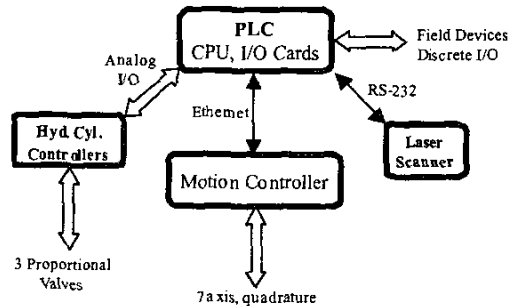 PLC
CPU, I/O Cards
Field Devices
Discrete I/O
Analog
I/O
RS-232
Ethernet
Hyd. Cyl.
Controllers
Laser
Scanner
Motion Controller
3 Proportional
Valves
7 axis, quadrature